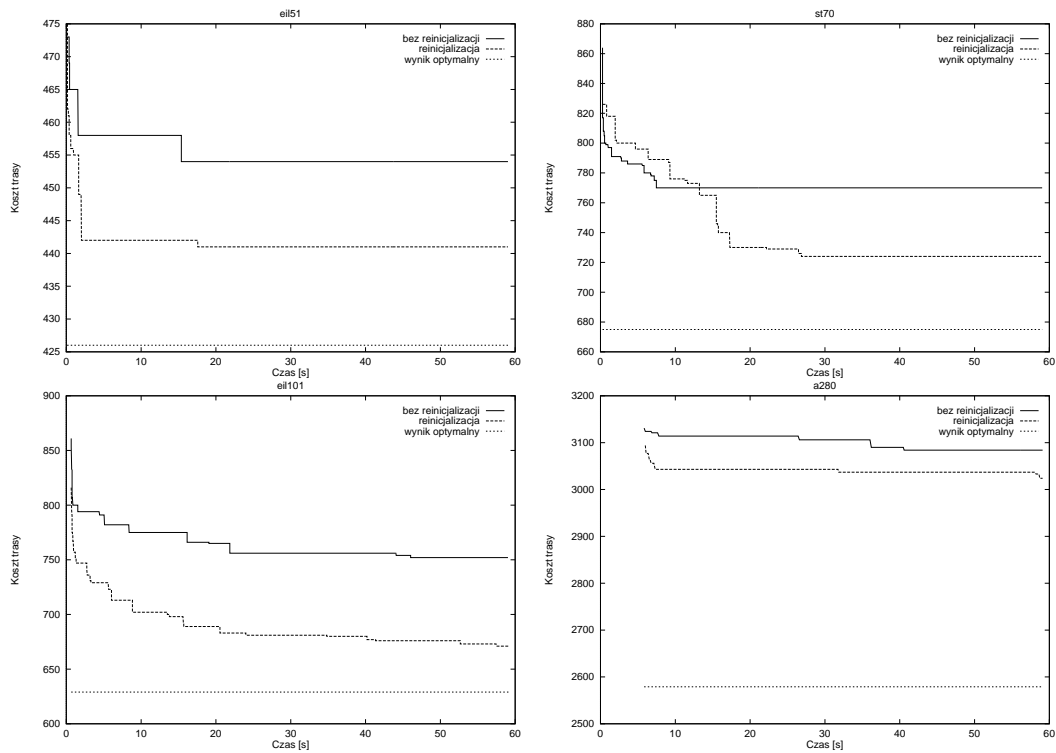 eil51
475
470
465
460
455
450
445
440
435
430
425
0 10 20 30 40 50 60
Koszt trasy
Czas [s]
bez reinicjalizacji
reinicjalizacja
wynik optymalny
st70
880
860
840
820
800
780
760
740
720
700
680
660
0 10 20 30 40 50 60
Koszt trasy
Czas [s]
bez reinicjalizacji
reinicjalizacja
wynik optymalny
eil101
900
850
800
750
700
650
600
0 10 20 30 40 50 60
Koszt trasy
Czas [s]
bez reinicjalizacji
reinicjalizacja
wynik optymalny
a280
3200
3100
3000
2900
2800
2700
2600
2500
0 10 20 30 40 50 60
Koszt trasy
Czas [s]
bez reinicjalizacji
reinicjalizacja
wynik optymalny